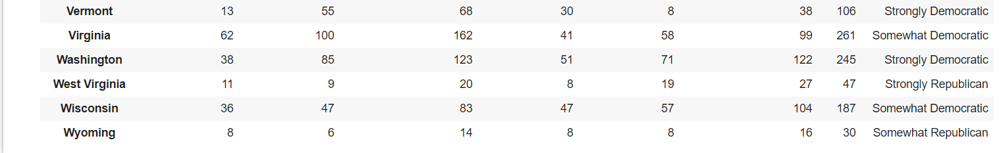 Vermont 13 55 68 30 8 38 106 Strongly Democratic
Virginia 62 100 162 41 58 99 261 Somewhat Democratic
Washington 38 85 123 51 71 122 245 Strongly Democratic
West Virginia 11 9 20 8 19 27 47 Strongly Republican
Wisconsin 36 47 83 47 57 104 187 Somewhat Democratic
Wyoming 8 6 14 8 8 16 30 Somewhat Republican